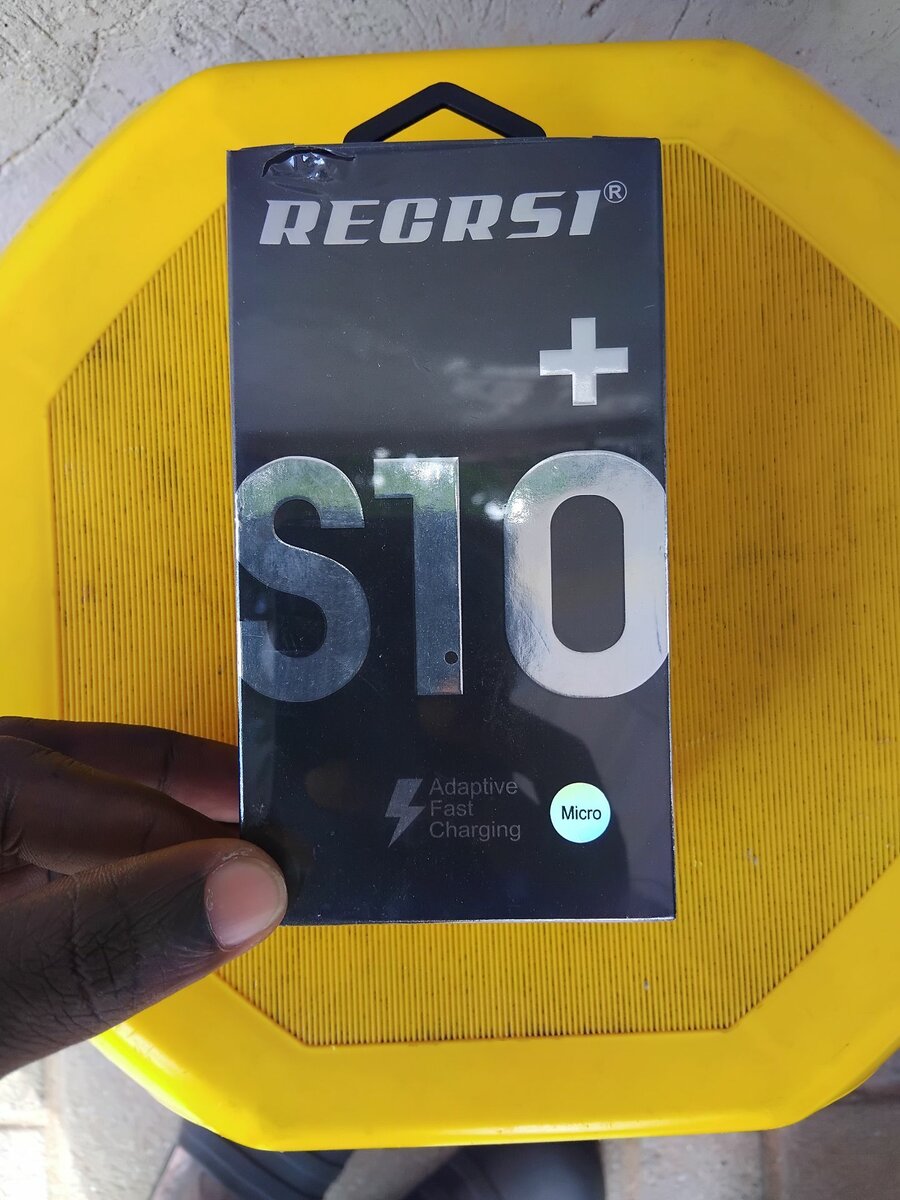 RECRSI®
+
S10
Adaptive
Fast
Charging
Micro